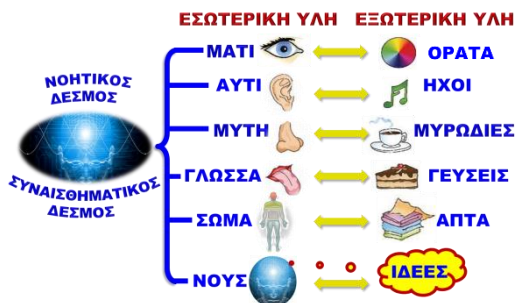 ΕΣΩΤΕΡΙΚΗ ΥΛΗ ΕΞΩΤΕΡΙΚΗ ΥΛΗ
ΝΟΗΤΙΚΟΣ
ΔΕΣΜΟΣ
ΣΥΝΑΙΣΘΗΜΑΤΙΚΟΣ
ΔΕΣΜΟΣ
ΜΑΤΙ ΟΡΑΤΑ
ΑΥΤΙ ΗΧΟΙ
ΜΥΤΗ ΜΥΡΩΔΙΕΣ
ΓΛΩΣΣΑ ΓΕΥΣΕΙΣ
ΣΩΜΑ ΑΠΤΑ
ΝΟΥΣ ΙΔΕΕΣ